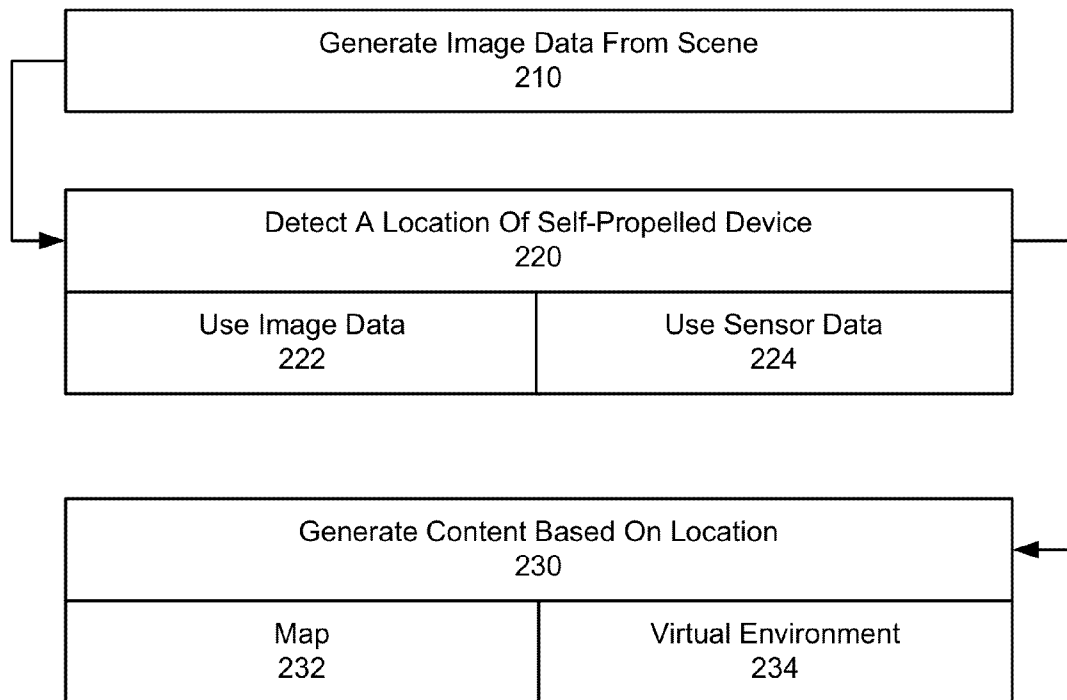 Generate Image Data From Scene
210
Detect A Location Of Self-Propelled Device
220
Use Image Data
222
Use Sensor Data
224
Generate Content Based On Location
230
Map
232
Virtual Environment
234